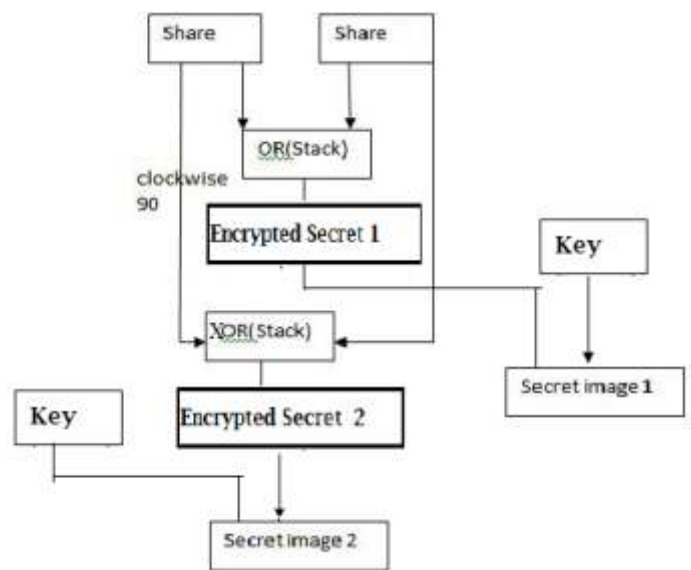 Share
Share
OR(Stack)
clockwise
90
Encrypted Secret 1
Key
XOR(Stack)
Secret image 1
Key
Encrypted Secret 2
Secret image 2